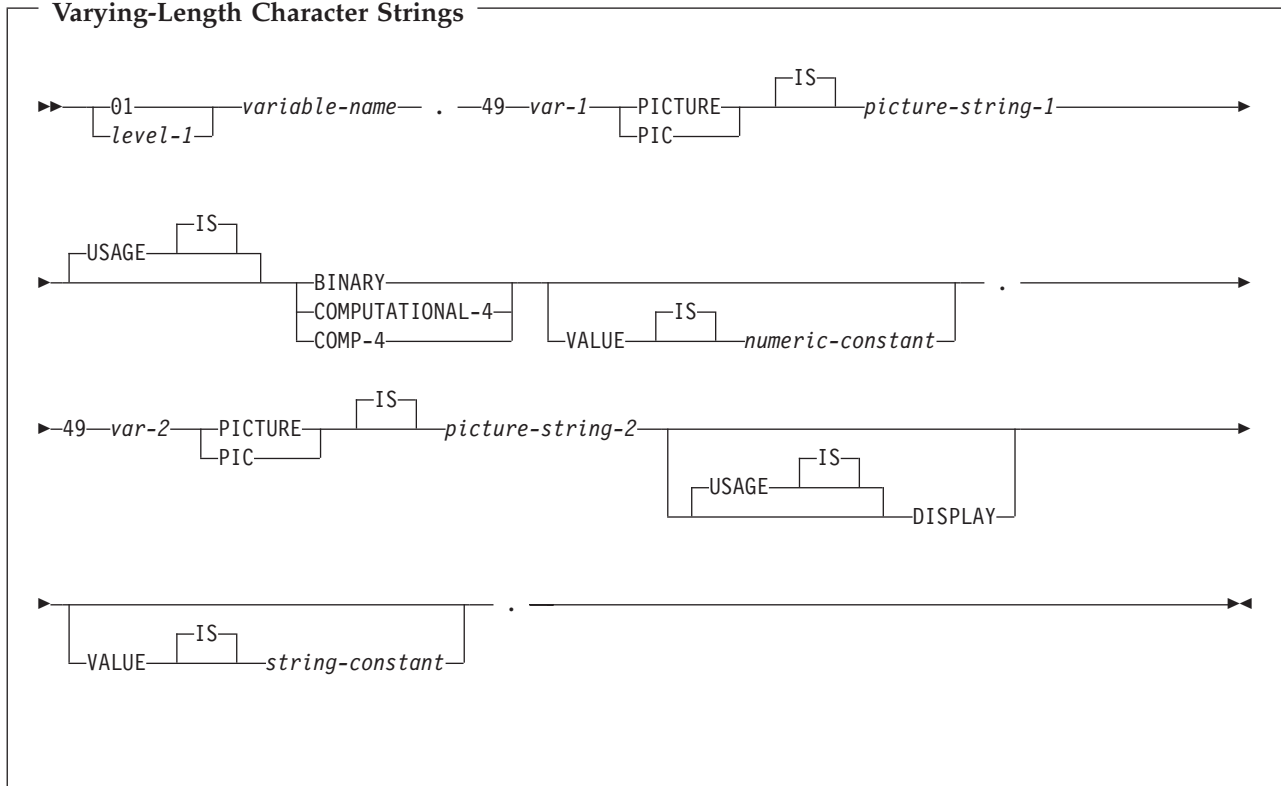 Varying-Length Character Strings
IS
01 variable-name . 49 var-1 PICTURE picture-string-1
level-1 PIC
IS
USAGE
BINARY .
COMPUTATIONAL-4 IS
COMP-4 VALUE numeric-constant
IS
49 var-2 PICTURE picture-string-2
PIC IS
USAGE
DISPLAY
.
IS
VALUE string-constant